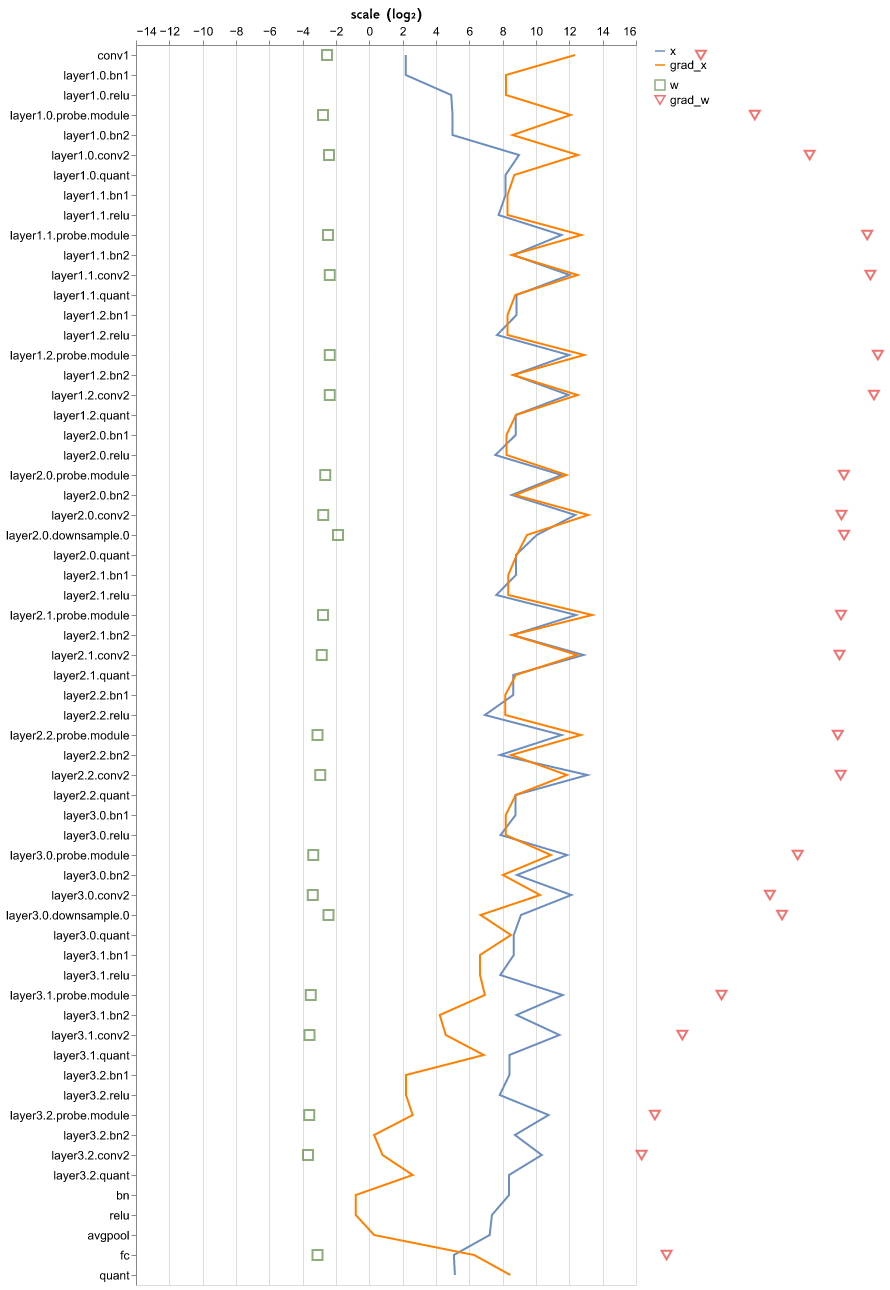 scale (log₂)
−14 −12 −10 −8 −6 −4 −2 0 2 4 6 8 10 12 14 16
x
grad_x
w
grad_w
conv1
layer1.0.bn1
layer1.0.relu
layer1.0.probe.module
layer1.0.bn2
layer1.0.conv2
layer1.0.quant
layer1.1.bn1
layer1.1.relu
layer1.1.probe.module
layer1.1.bn2
layer1.1.conv2
layer1.1.quant
layer1.2.bn1
layer1.2.relu
layer1.2.probe.module
layer1.2.bn2
layer1.2.conv2
layer1.2.quant
layer2.0.bn1
layer2.0.relu
layer2.0.probe.module
layer2.0.bn2
layer2.0.conv2
layer2.0.downsample.0
layer2.0.quant
layer2.1.bn1
layer2.1.relu
layer2.1.probe.module
layer2.1.bn2
layer2.1.conv2
layer2.1.quant
layer2.2.bn1
layer2.2.relu
layer2.2.probe.module
layer2.2.bn2
layer2.2.conv2
layer2.2.quant
layer3.0.bn1
layer3.0.relu
layer3.0.probe.module
layer3.0.bn2
layer3.0.conv2
layer3.0.downsample.0
layer3.0.quant
layer3.1.bn1
layer3.1.relu
layer3.1.probe.module
layer3.1.bn2
layer3.1.conv2
layer3.1.quant
layer3.2.bn1
layer3.2.relu
layer3.2.probe.module
layer3.2.bn2
layer3.2.conv2
layer3.2.quant
bn
relu
avgpool
fc
quant